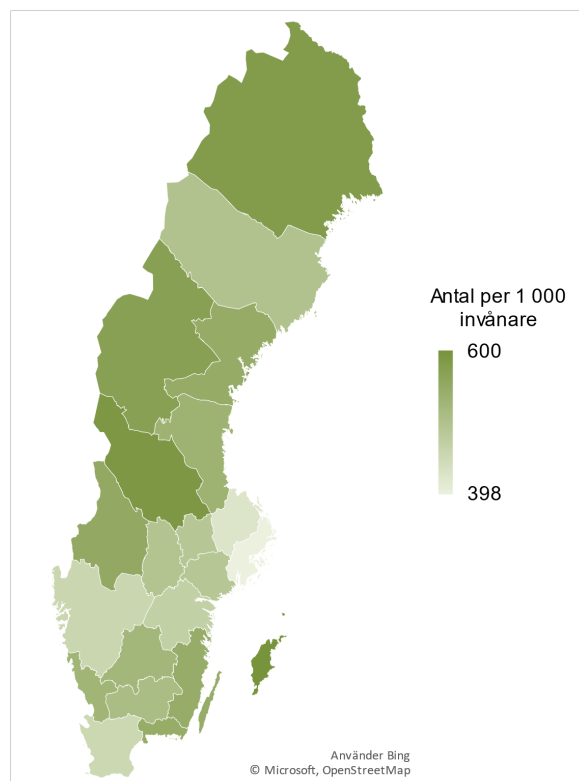 Antal per 1 000
invånare
600
398
Använder Bing
© Microsoft, OpenStreetMap